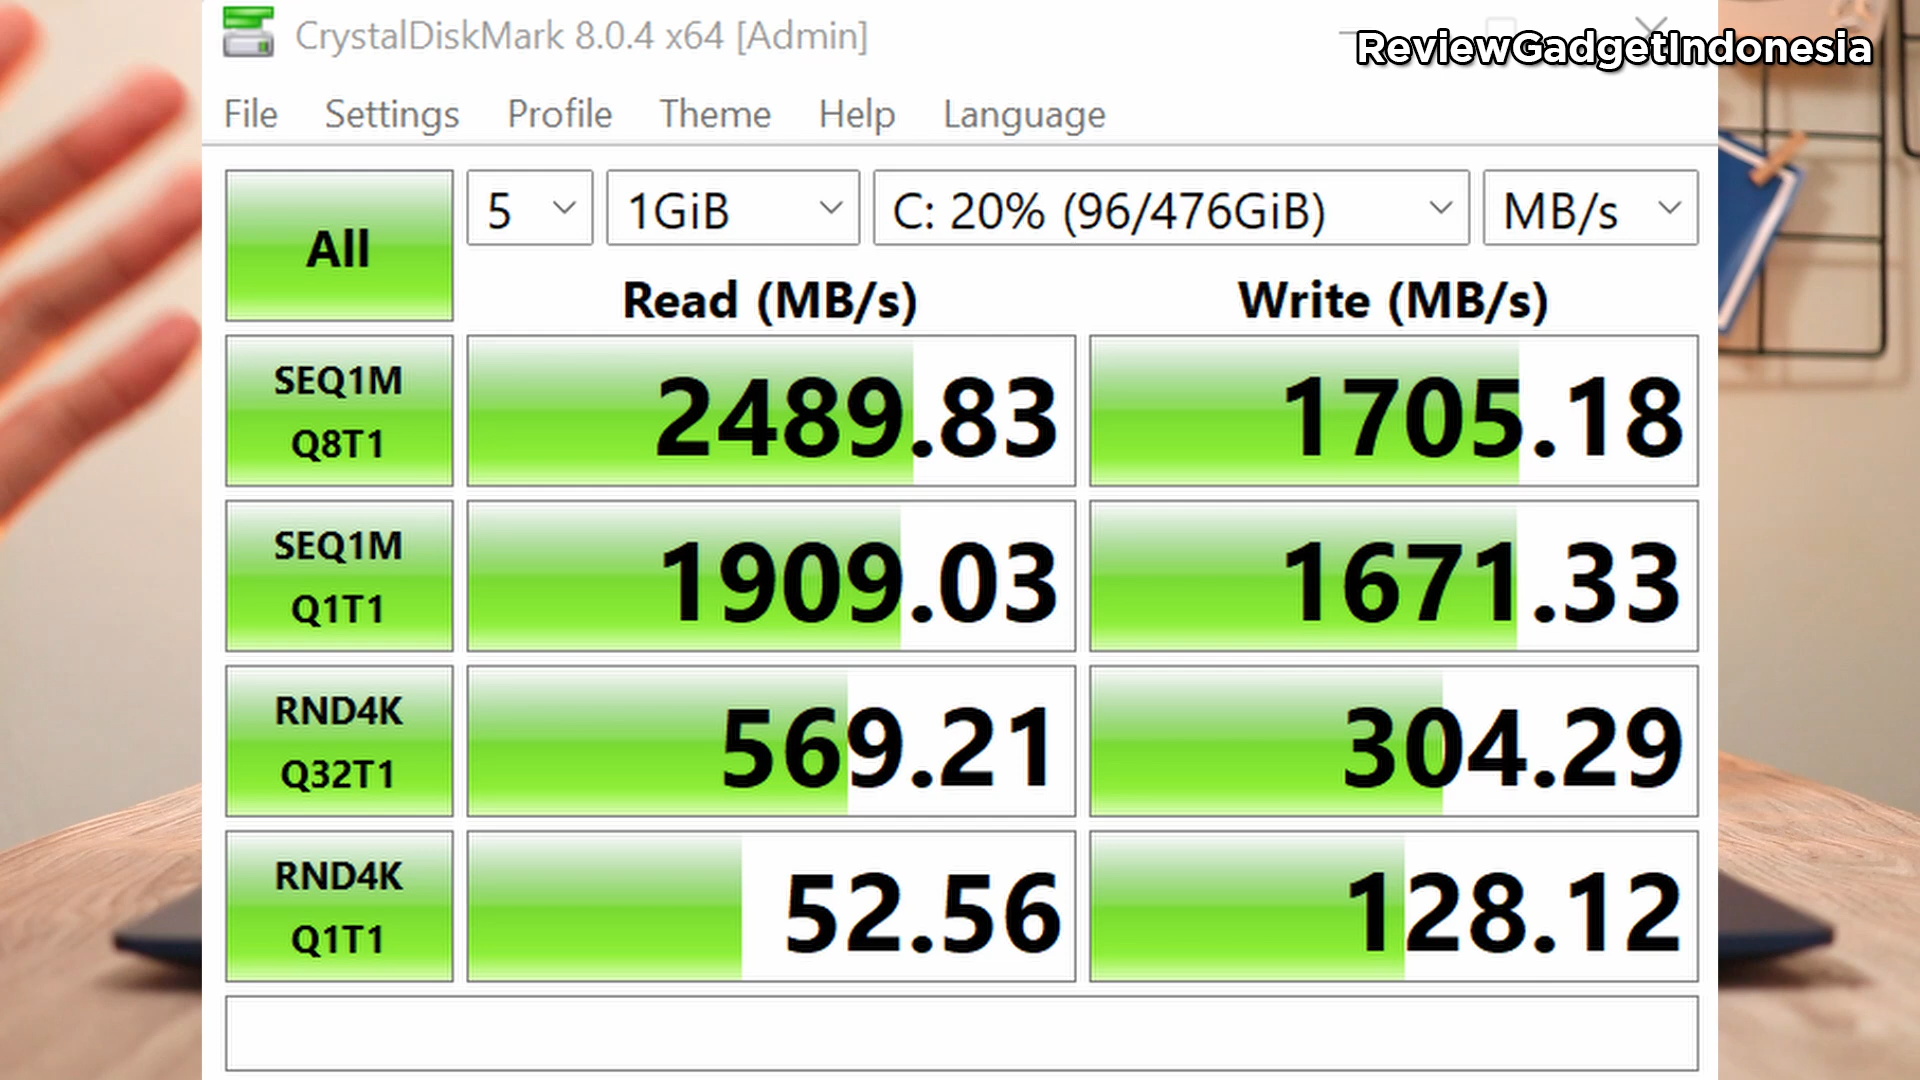 CrystalDiskMark 8.0.4 x64 [Admin]
ReviewGadgetIndonesia
File Settings Profile Theme Help Language
All 5 1GiB C: 20% (96/476GiB) MB/s
Read (MB/s) Write (MB/s)
SEQ1M
Q8T1
2489.83 1705.18
SEQ1M
Q1T1
1909.03 1671.33
RND4K
Q32T1
569.21 304.29
RND4K
Q1T1
52.56 128.12